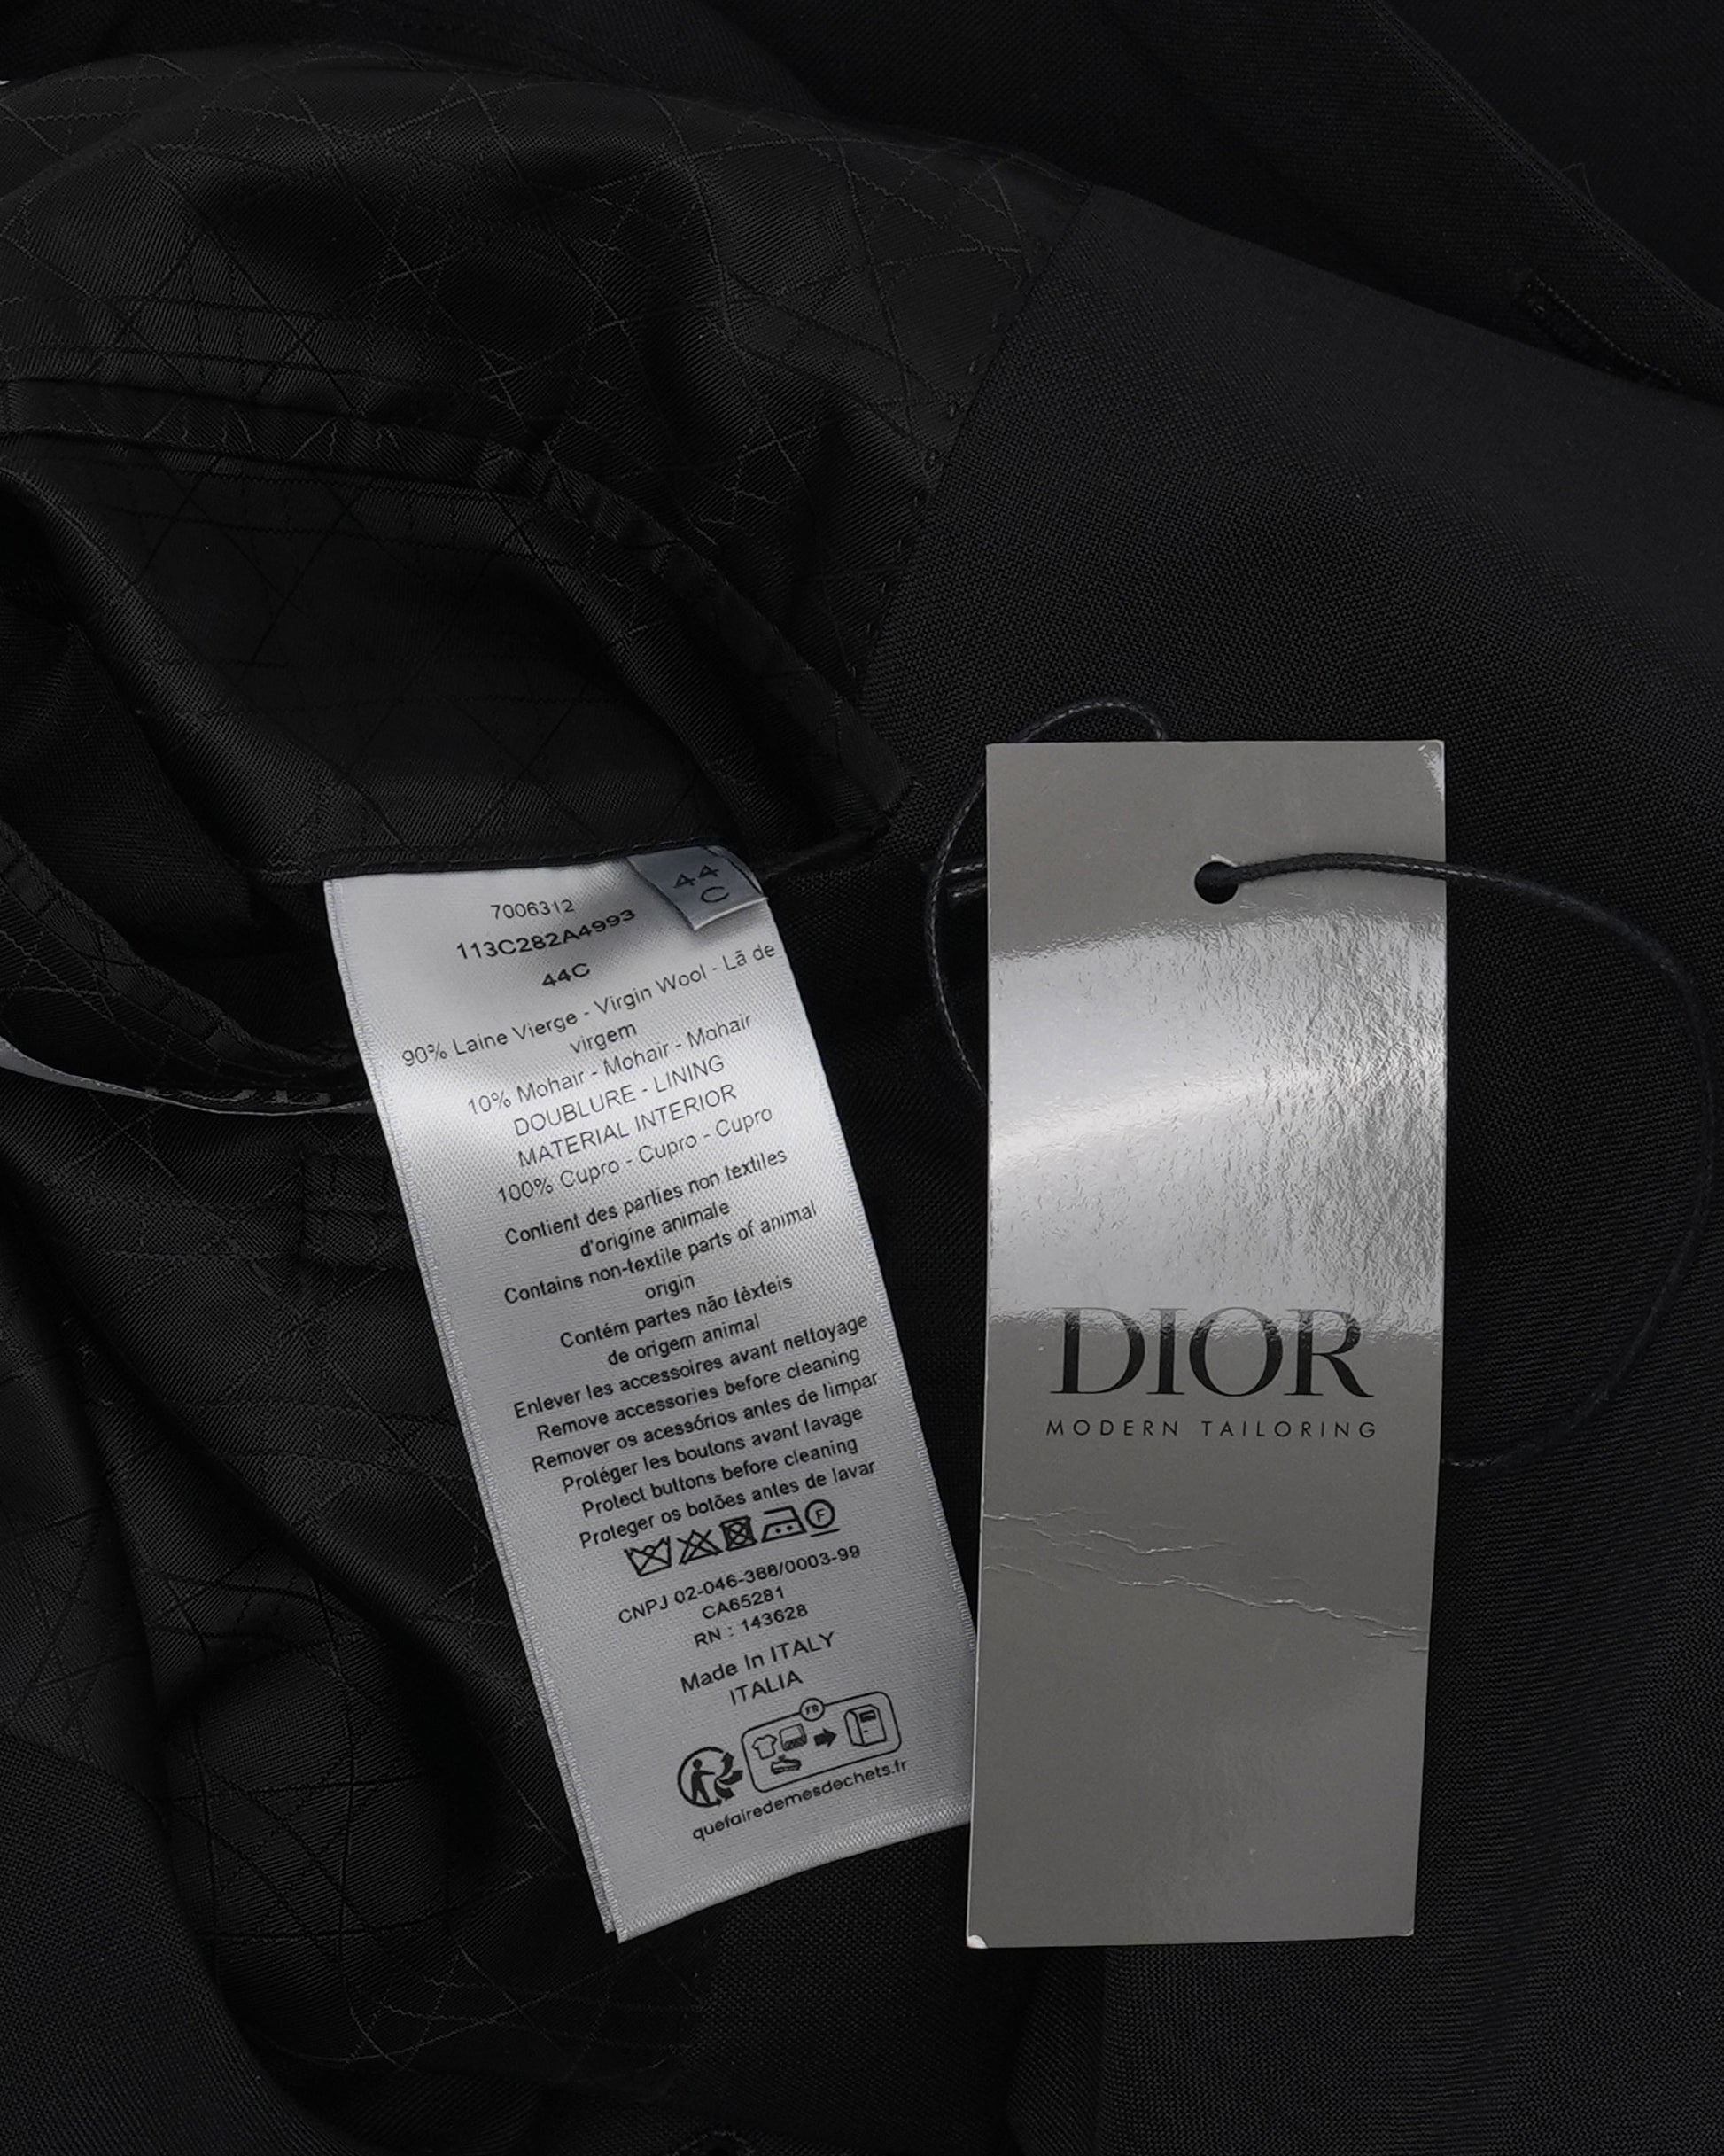 44
C
7006312
113C282A4993
44C
90% Laine Vierge - Virgin Wool - Lã de
virgem
10% Mohair - Mohair - Mohair
DOUBLURE - LINING
MATERIAL INTERIOR
100% Cupro - Cupro - Cupro
Contient des parties non textiles
d'origine animale
Contains non-textile parts of animal
origin
Contém partes não têxteis
de origem animal
Enlever les accessoires avant nettoyage
Remove accessories before cleaning
Remover os acessórios antes de limpar
Protéger les boutons avant lavage
Protect buttons before cleaning
Proteger os botões antes de lavar
F
CNPJ 02-046-388/0003-99
CA65281
RN : 143628
Made In ITALY
ITALIA
FR
quefairedemesdechets.fr
DIOR
MODERN TAILORING